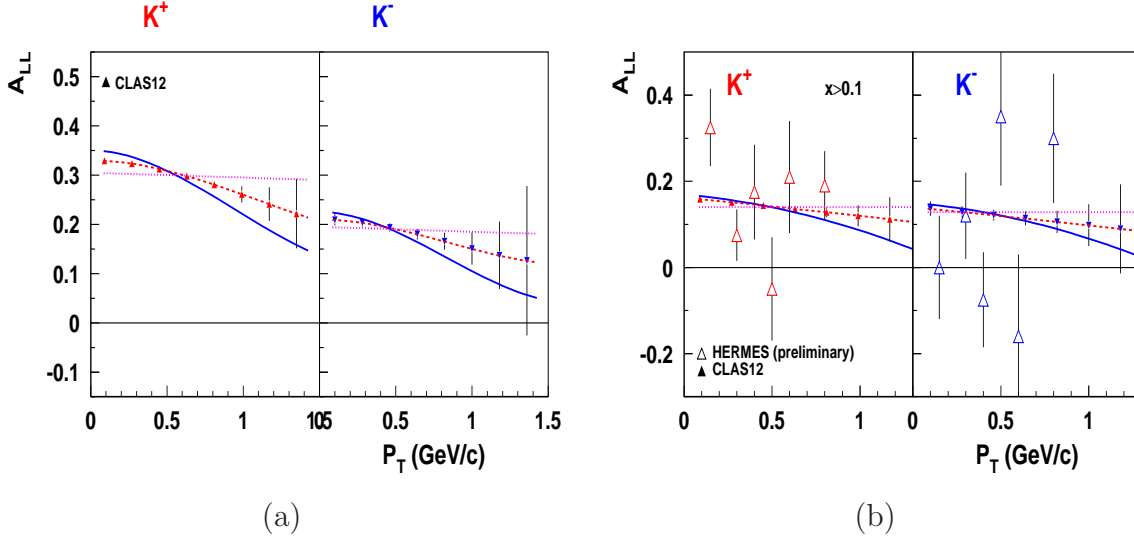 K+ K-
A_LL
0.5
0.4
0.3
0.2
0.1
0
-0.1
▲ CLAS12
0 0.5 1 1.5 0.5 1 1.5
P_T (GeV/c)
(a)
A_LL
0.4
0.2
0
-0.2
K+ x>0.1 K-
△ HERMES (preliminary)
▲ CLAS12
0 0.5 1 0 0.5 1
P_T (GeV/c)
(b)